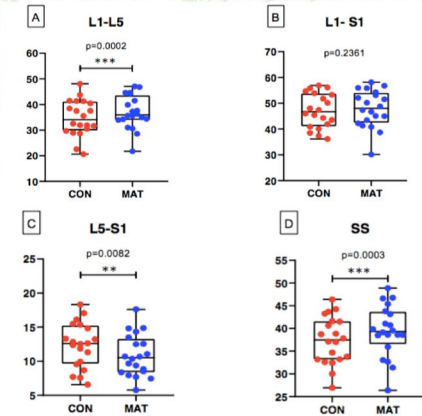 A
L1-L5
p=0.0002
***
60
50
40
30
20
10
CON
MAT
B
L1- S1
p=0.2361
70
60
50
40
30
20
CON
MAT
C
L5-S1
p=0.0082
**
25
20
15
10
5
CON
MAT
D
SS
p=0.0003
***
55
50
45
40
35
30
25
CON
MAT